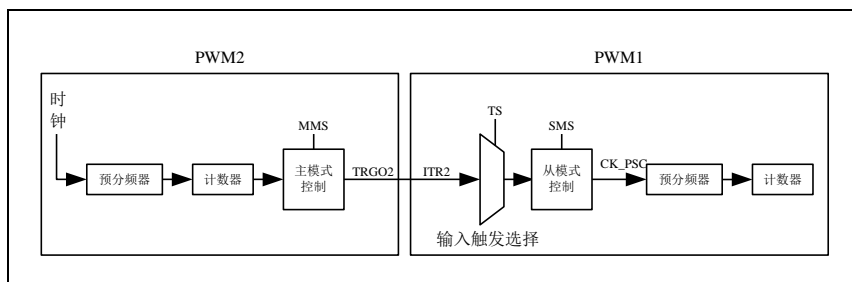 PWM2
PWM1
时
钟
MMS
TS
SMS
预分频器
计数器
主模式
控制
TRGO2
ITR2
从模式
控制
CK_PSC
预分频器
计数器
输入触发选择